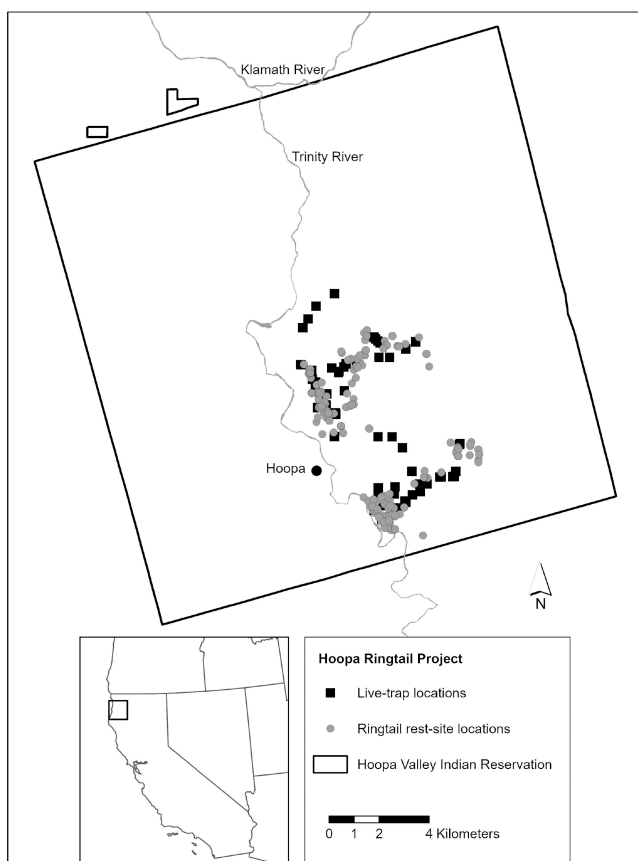 Klamath River
Trinity River
Hoopa
N
Hoopa Ringtail Project
Live-trap locations
Ringtail rest-site locations
Hoopa Valley Indian Reservation
0 1 2 4 Kilometers